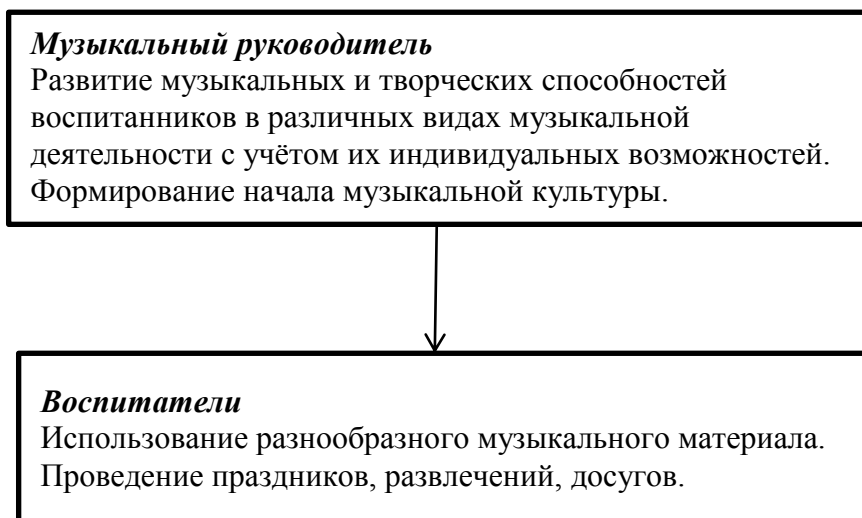 Музыкальный руководитель
Развитие музыкальных и творческих способностей
воспитанников в различных видах музыкальной
деятельности с учётом их индивидуальных возможностей.
Формирование начала музыкальной культуры.
Воспитатели
Использование разнообразного музыкального материала.
Проведение праздников, развлечений, досугов.